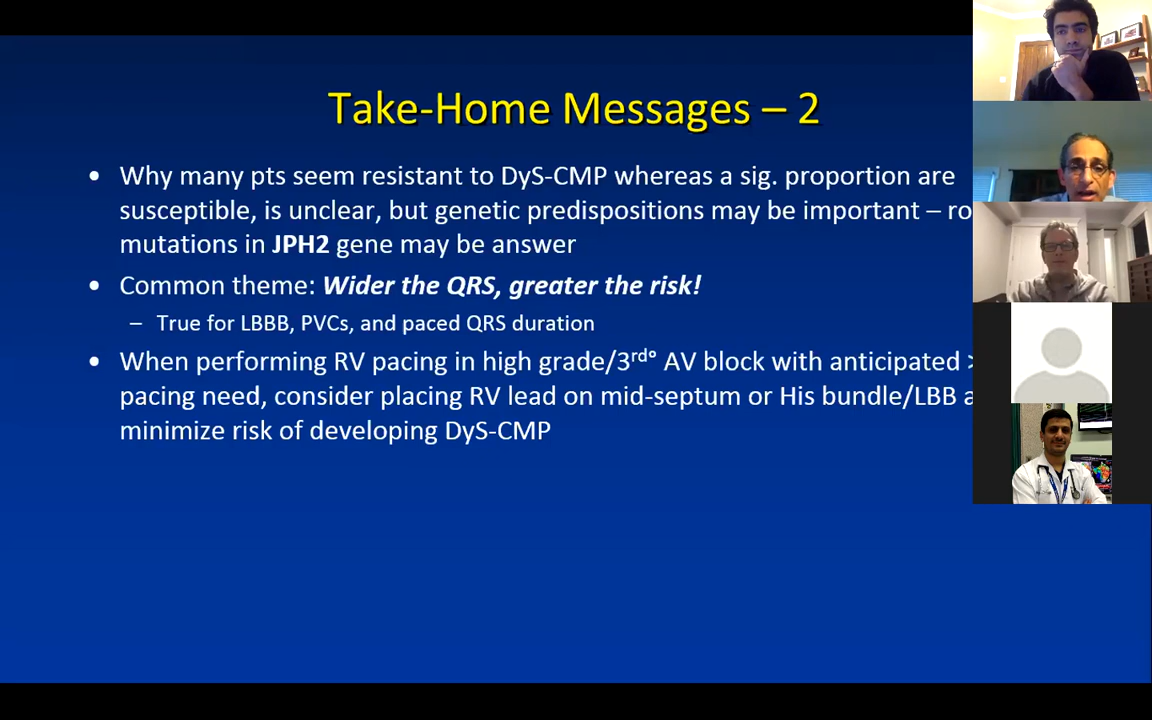 Take-Home Messages – 2
• Why many pts seem resistant to DyS-CMP whereas a sig. proportion are
susceptible, is unclear, but genetic predispositions may be important –
mutations in JPH2 gene may be answer
• Common theme: Wider the QRS, greater the risk!
– True for LBBB, PVCs, and paced QRS duration
• When performing RV pacing in high grade/3rd° AV block with anticipated
pacing need, consider placing RV lead on mid-septum or His bundle/LBB
minimize risk of developing DyS-CMP